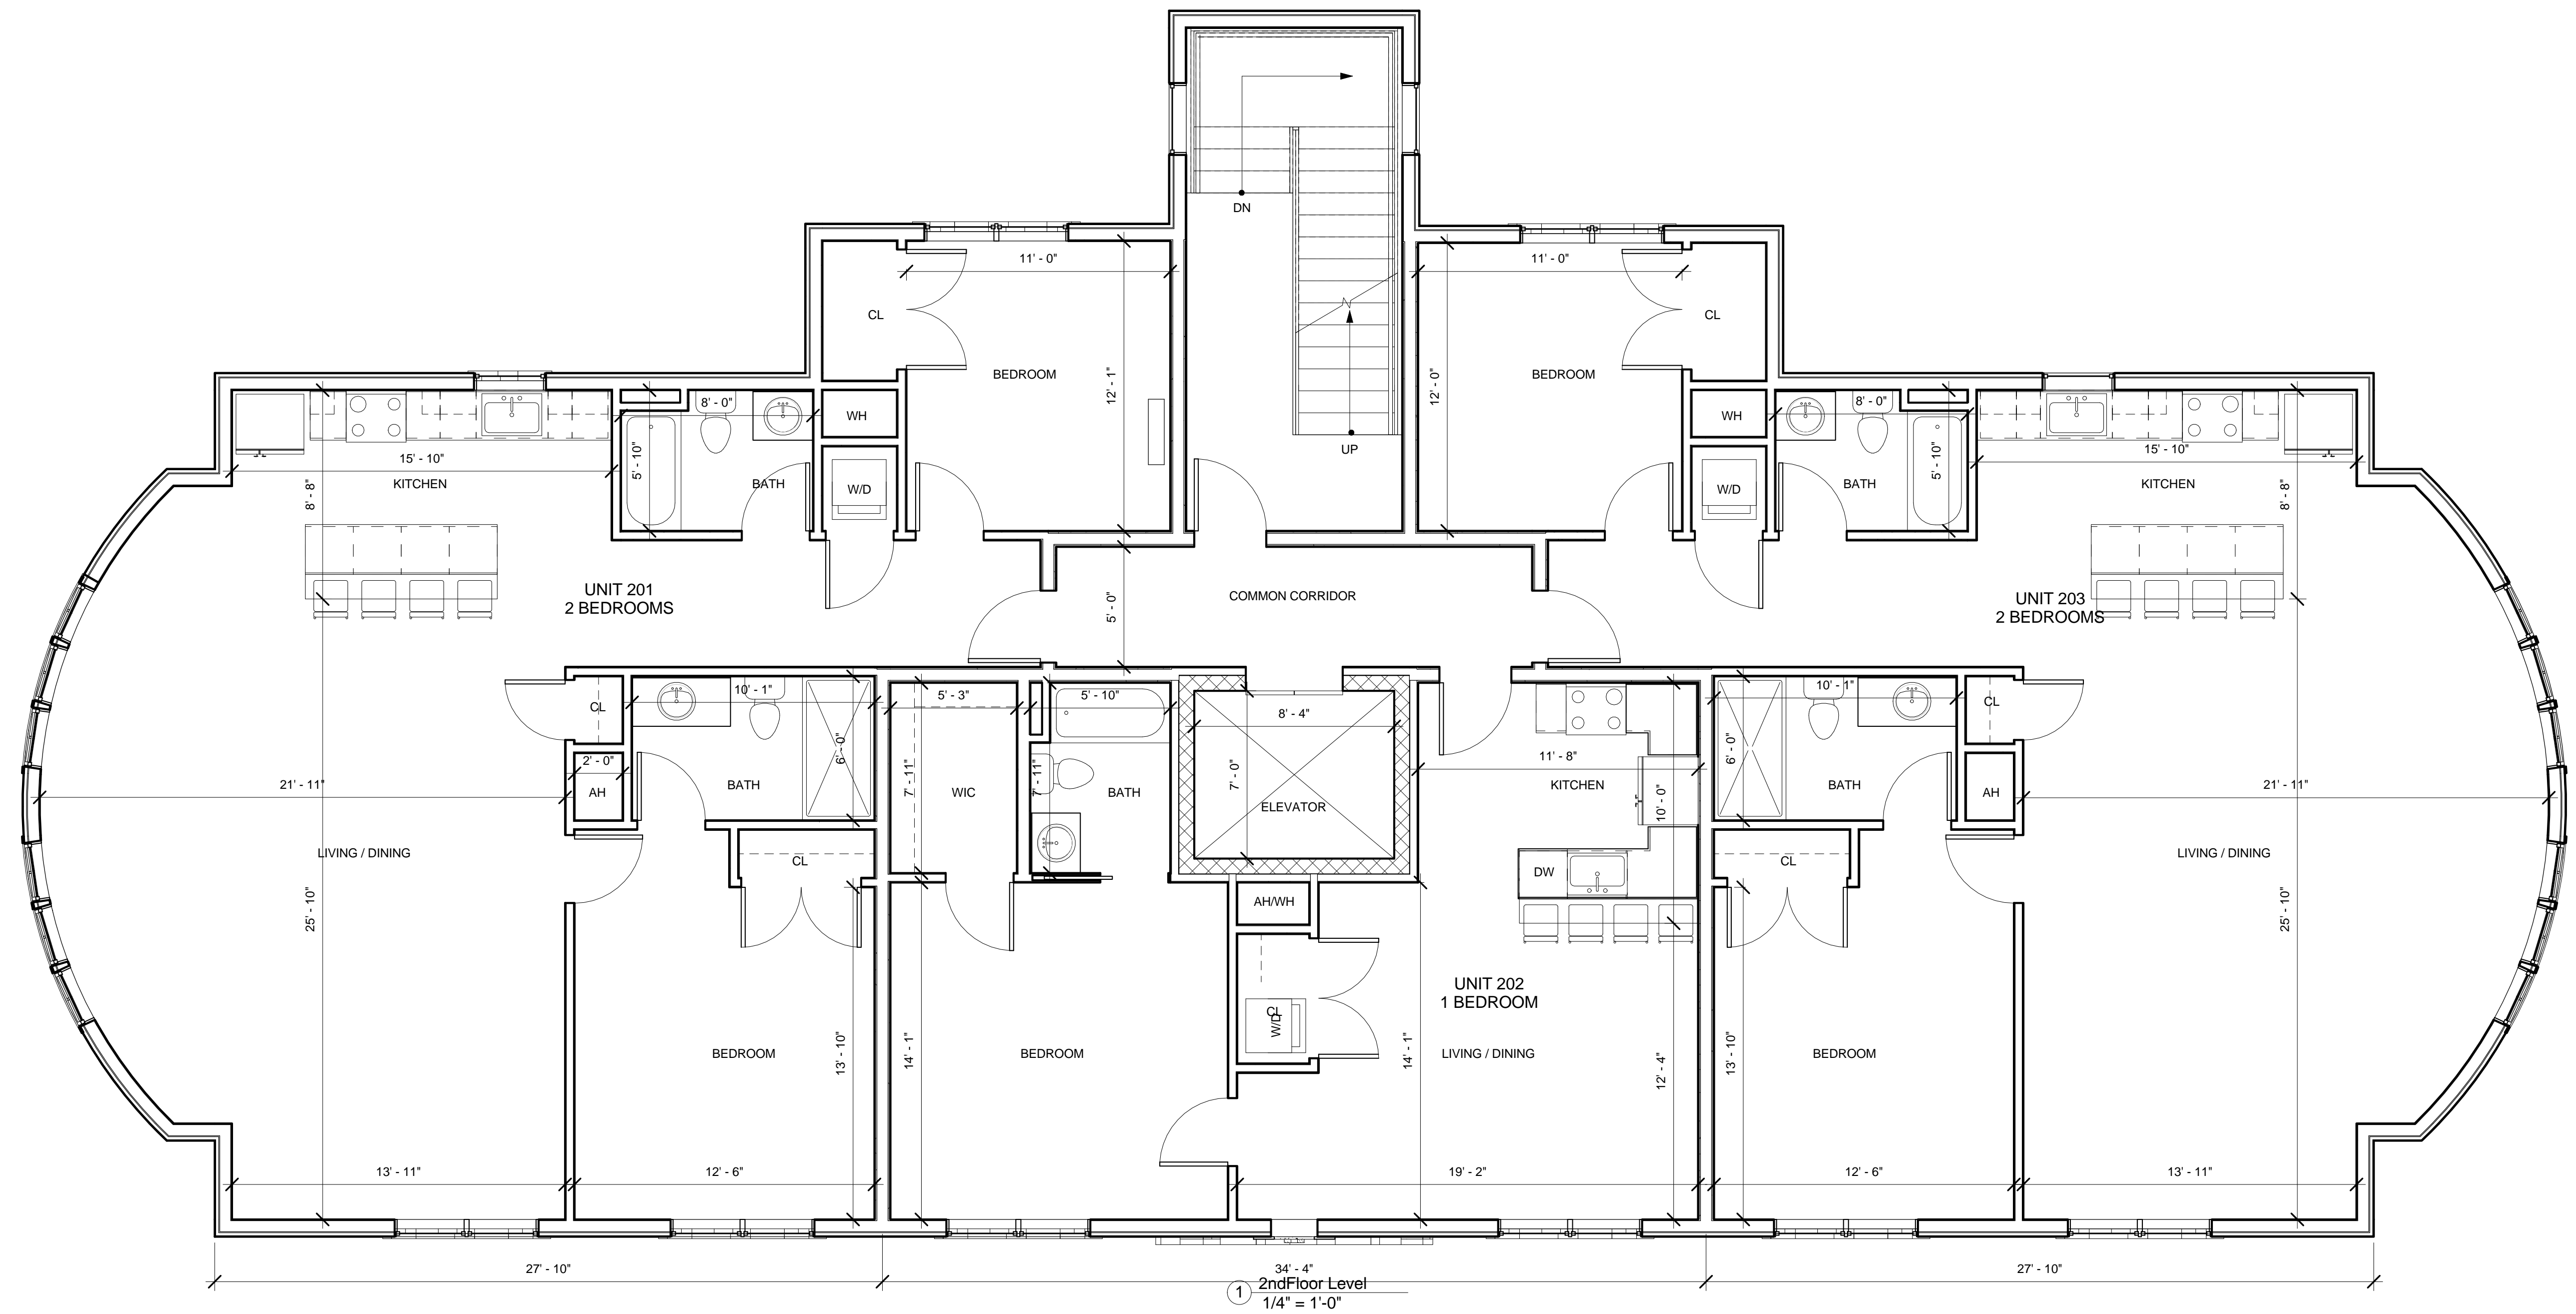 DN
11' - 0"
11' - 0"
CL
CL
BEDROOM
12' - 1"
12' - 0"
BEDROOM
8' - 0"
WH
WH
8' - 0"
UP
15' - 10"
5' - 10"
15' - 10"
5' - 10"
KITCHEN
8' - 8"
BATH
W/D
W/D
BATH
KITCHEN
8' - 8"
UNIT 201
2 BEDROOMS
5' - 0"
COMMON CORRIDOR
UNIT 203
2 BEDROOMS
CL
10' - 1"
5' - 3"
5' - 10"
8' - 4"
10' - 1"
CL
6' - 0"
6' - 0"
2' - 0"
AH
BATH
7' - 11"
WIC
7' - 11"
BATH
7' - 0"
ELEVATOR
11' - 8"
KITCHEN
10' - 0"
BATH
AH
21' - 11"
21' - 11"
LIVING / DINING
CL
DW
CL
LIVING / DINING
25' - 10"
AH/WH
25' - 10"
UNIT 202
1 BEDROOM
CL
W/D
13' - 10"
BEDROOM
14' - 1"
BEDROOM
14' - 1"
LIVING / DINING
12' - 4"
13' - 10"
BEDROOM
13' - 11"
12' - 6"
19' - 2"
12' - 6"
13' - 11"
27' - 10"
34' - 4"
27' - 10"
1
2ndFloor Level
1/4" = 1'-0"